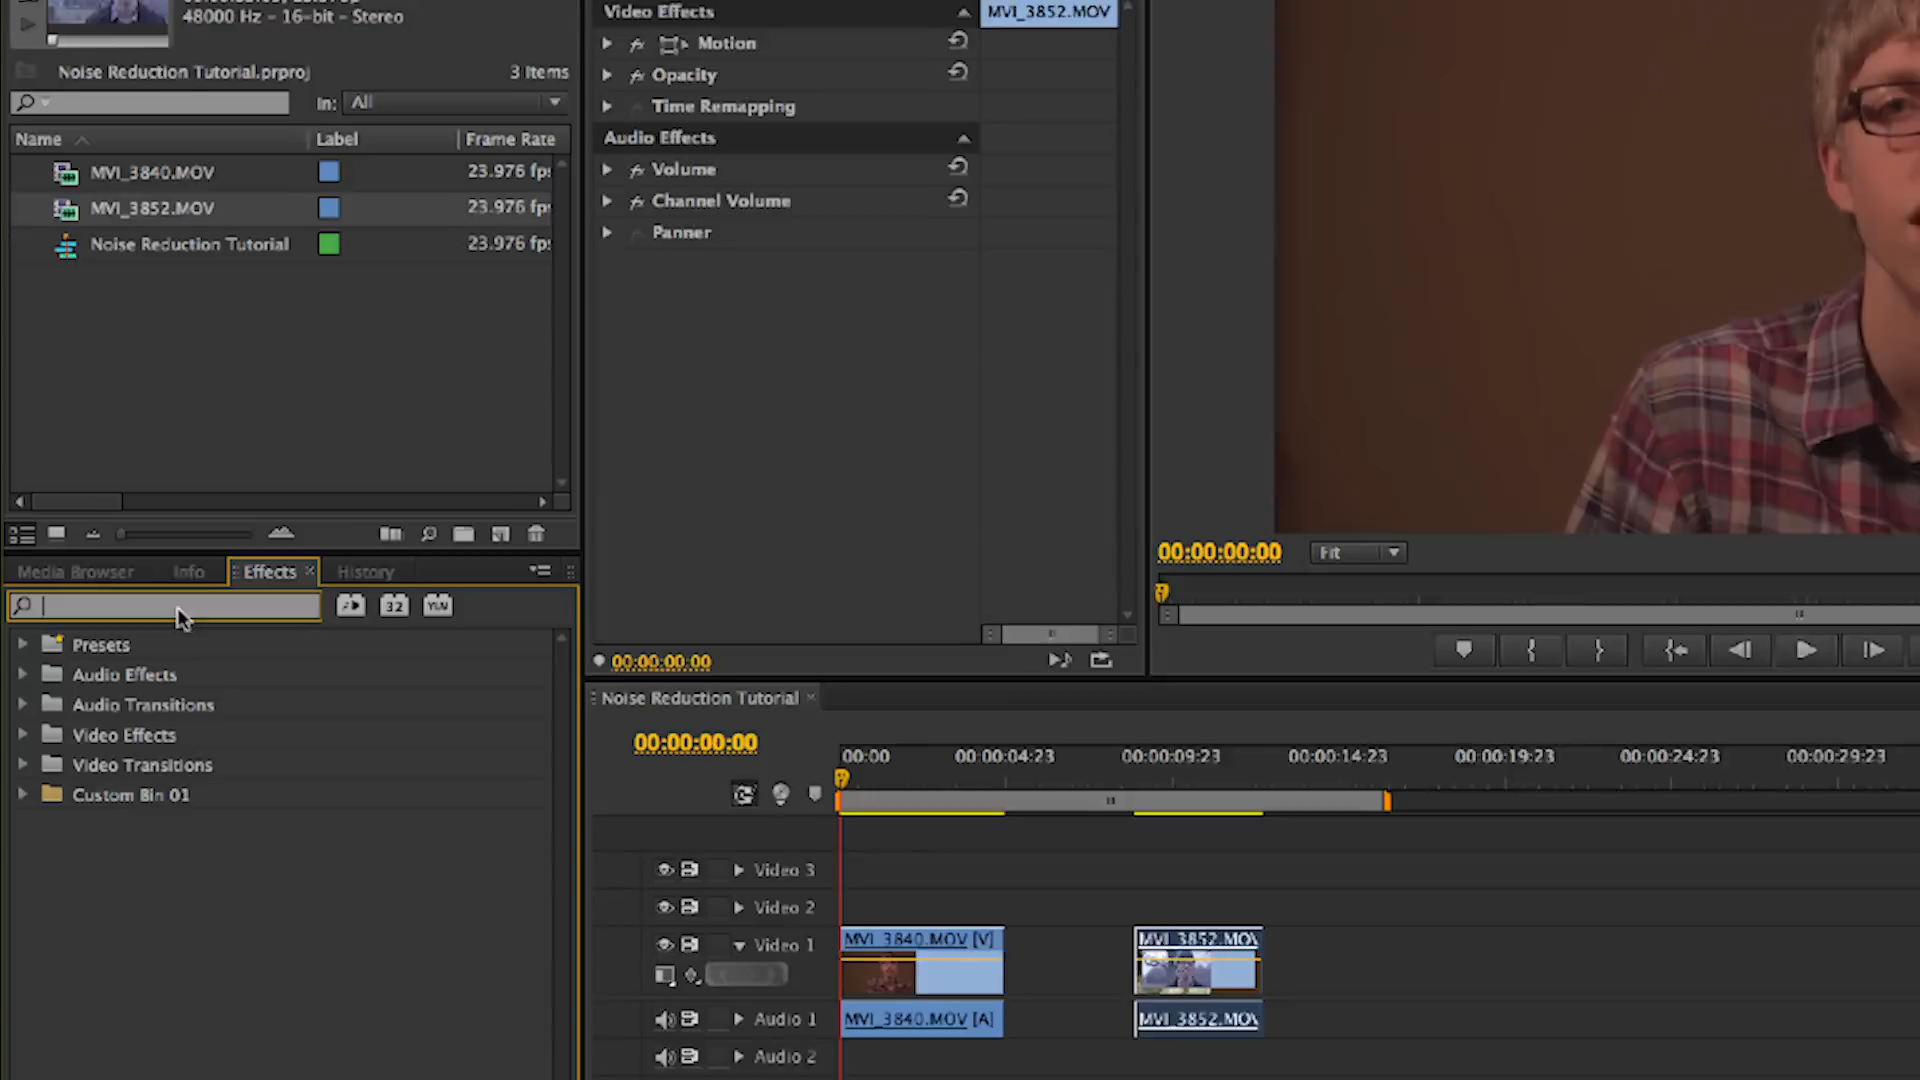 48000 Hz - 16-bit - Stereo
Noise Reduction Tutorial.prproj
3 Items
In: All
Name
Label
Frame Rate
MVI_3840.MOV
23.976 fps
MVI_3852.MOV
23.976 fps
Noise Reduction Tutorial
23.976 fps
Video Effects
MVI_3852.MOV
fx Motion
fx Opacity
Time Remapping
Audio Effects
fx Volume
fx Channel Volume
Panner
00:00:00:00
00:00:00:00
Fit
Media Browser
Info
Effects
History
32
YUV
Presets
Audio Effects
Audio Transitions
Video Effects
Video Transitions
Custom Bin 01
Noise Reduction Tutorial
00:00:00:00
00:00
00:00:04:23
00:00:09:23
00:00:14:23
00:00:19:23
00:00:24:23
00:00:29:23
Video 3
Video 2
Video 1
MVI_3840.MOV [V]
MVI_3852.MOV
Audio 1
MVI_3840.MOV [A]
MVI_3852.MOV
Audio 2